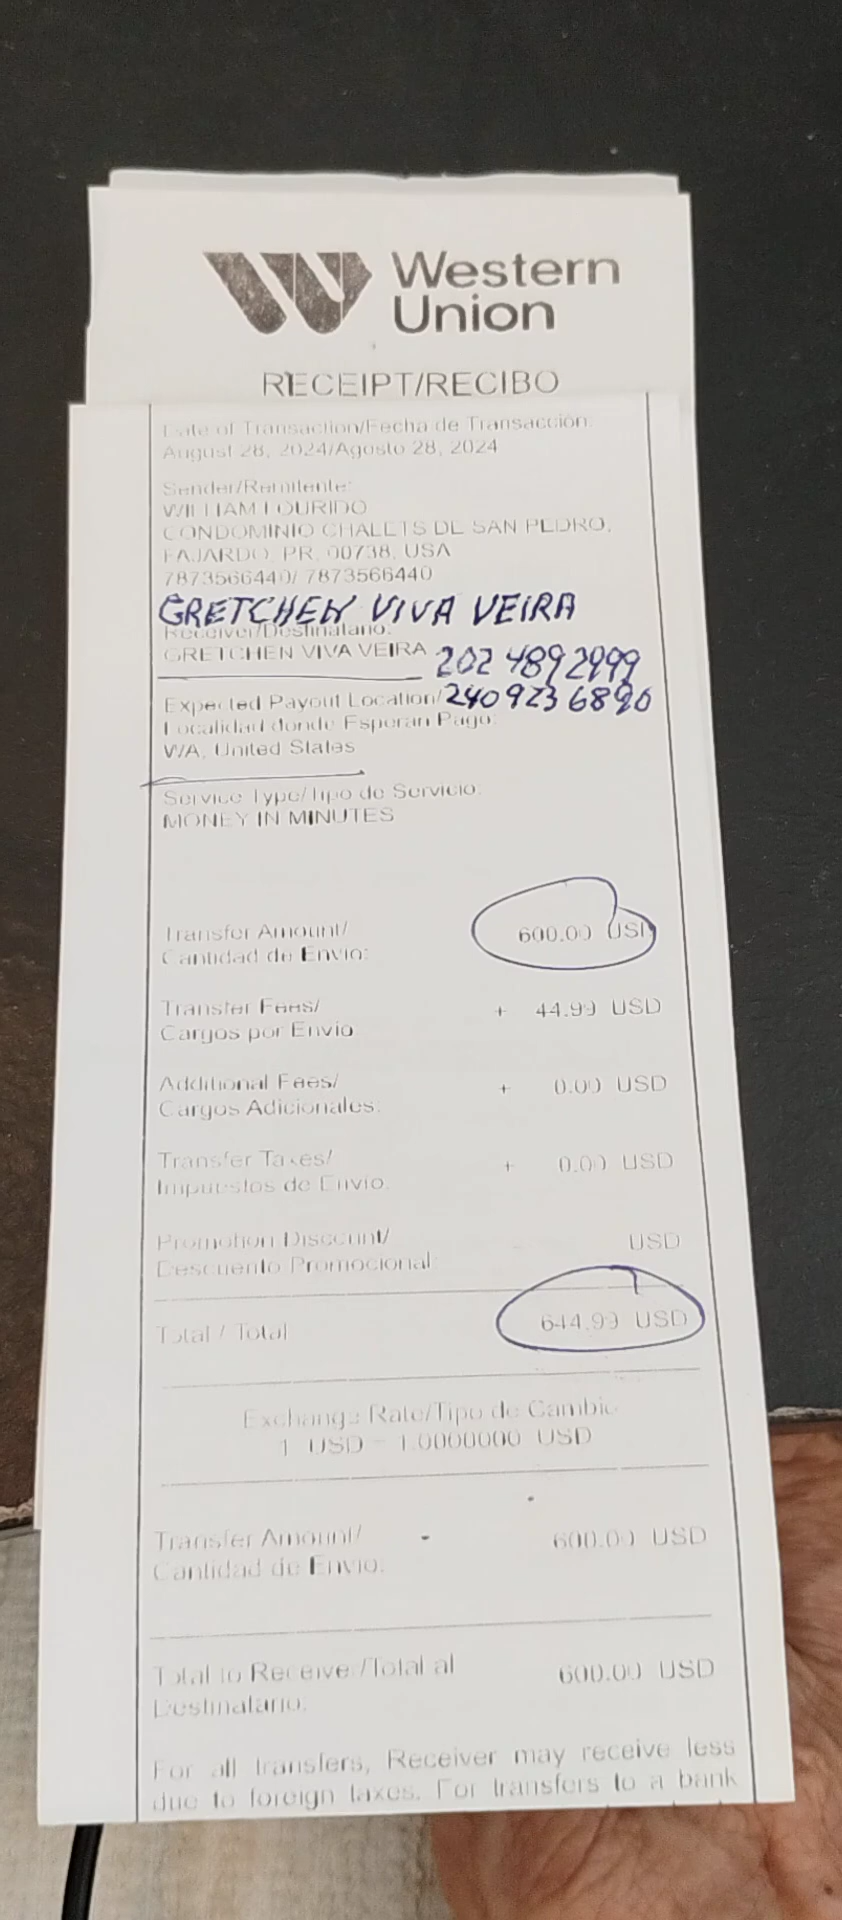 Western
Union
RECEIPT/RECIBO
Date of Transaction/Fecha de Transacción:
August 28, 2024/Agosto 28, 2024
Sender/Remitente:
WILLIAM LOURIDO
CONDOMINIO CHALETS DE SAN PEDRO,
FAJARDO, PR, 00738, USA
7873566440/ 7873566440
GRETCHEN VIVA VEIRA
Receiver/Destinatario:
GRETCHEN VIVA VEIRA 202 489 2999
Expected Payout Location/ 240 923 6890
Localidad donde Esperan Pago:
WA, United States
Service Type/Tipo de Servicio:
MONEY IN MINUTES
Transfer Amount/ 600.00 USD
Cantidad de Envio:
Transfer Fees/ + 44.99 USD
Cargos por Envio
Additional Fees/ + 0.00 USD
Cargos Adicionales:
Transfer Taxes/ + 0.00 USD
Impuestos de Envio:
Promotion Discount/ USD
Descuento Promocional:
Total / Total 644.99 USD
Exchange Rate/Tipo de Cambio
1 USD = 1.0000000 USD
Transfer Amount/ 600.00 USD
Cantidad de Envio:
Total to Receiver/Total al 600.00 USD
Destinatario:
For all transfers, Receiver may receive less
due to foreign taxes. For transfers to a bank